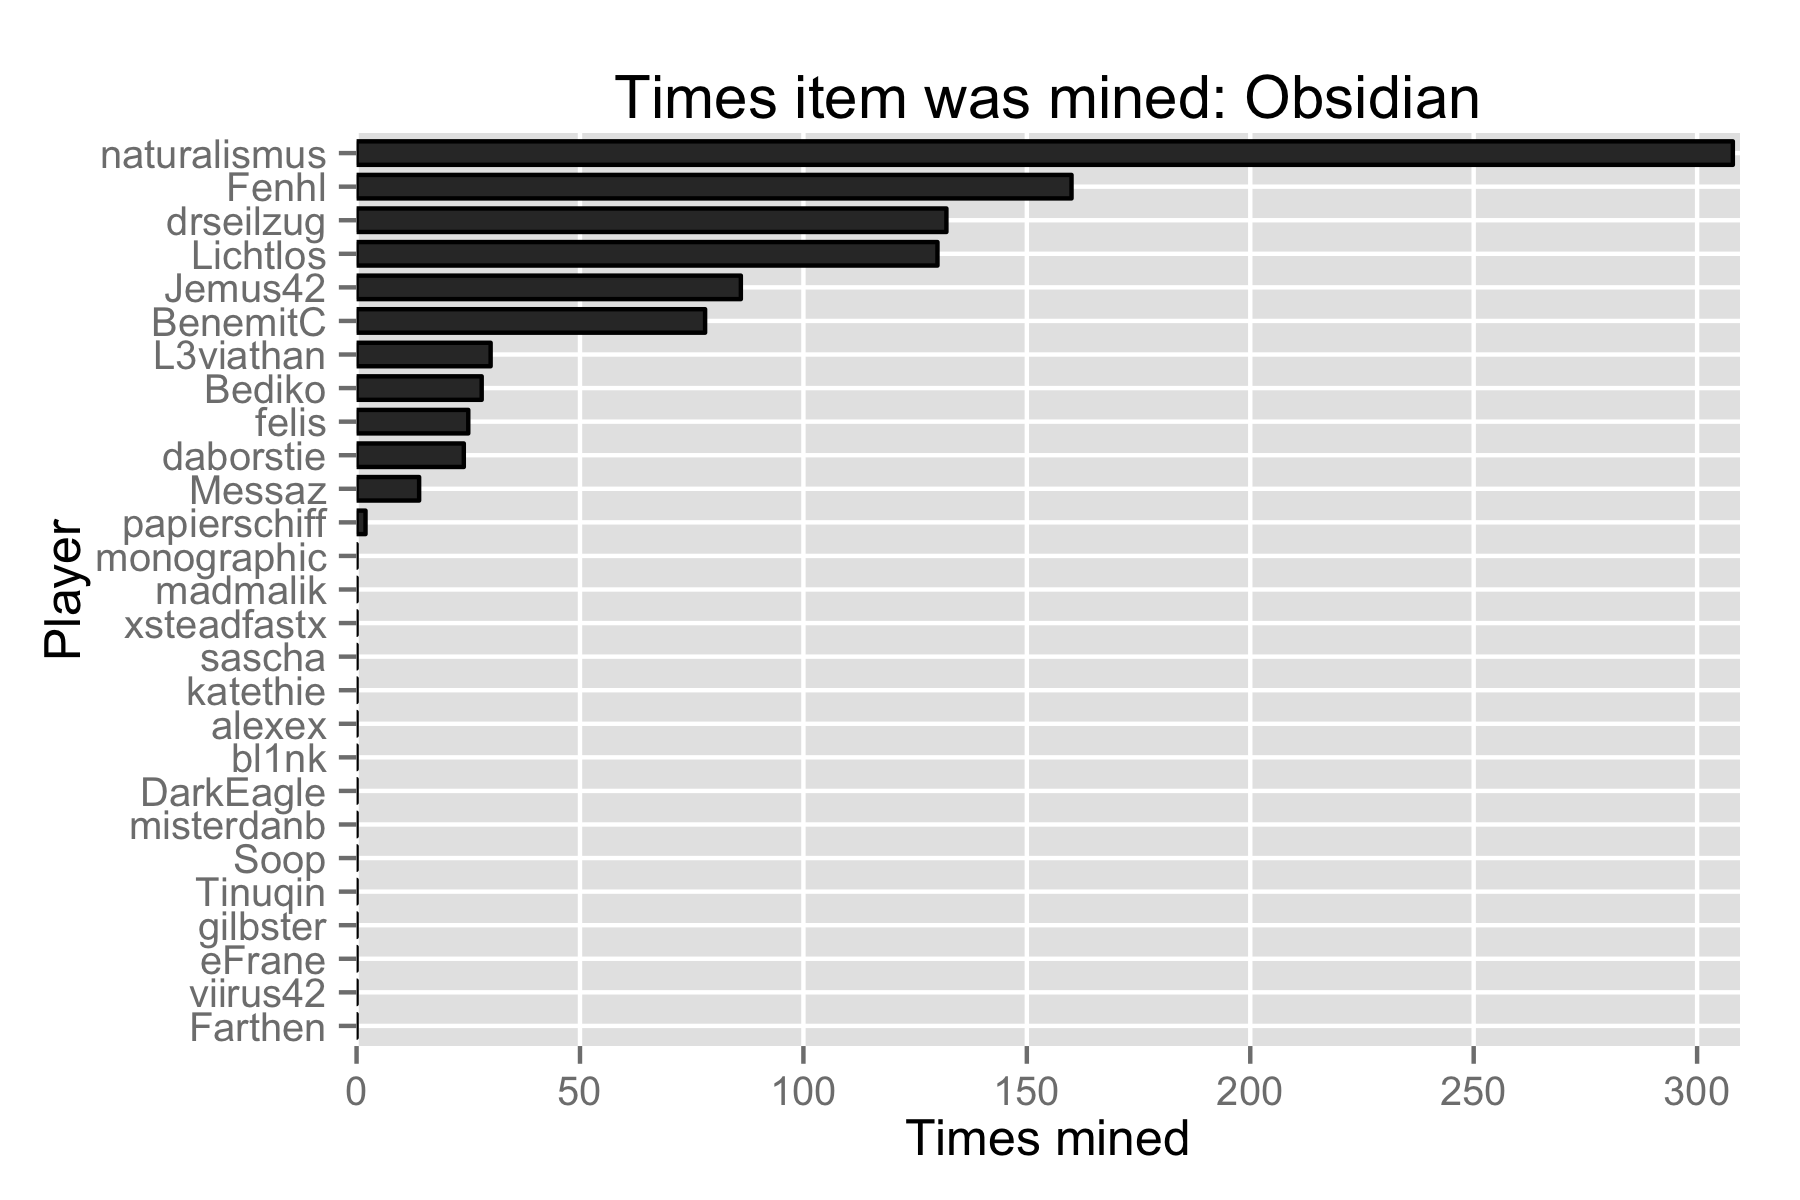 Times item was mined: Obsidian
naturalismus
Fenhl
drseilzug
Lichtlos
Jemus42
BenemitC
L3viathan
Bediko
felis
daborstie
Messaz
papierschiff
monographic
madmalik
xsteadfastx
sascha
katethie
alexex
bl1nk
DarkEagle
misterdanb
Soop
Tinuqin
gilbster
eFrane
viirus42
Farthen
Player
0 50 100 150 200 250 300
Times mined